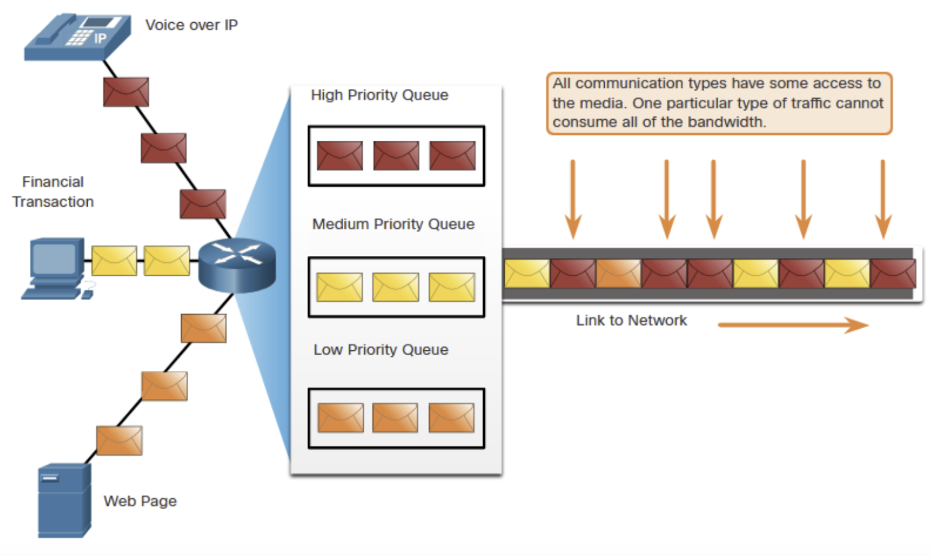 Voice over IP
IP
High Priority Queue
All communication types have some access to
the media. One particular type of traffic cannot
consume all of the bandwidth.
Financial
Transaction
Medium Priority Queue
Link to Network
Low Priority Queue
Web Page